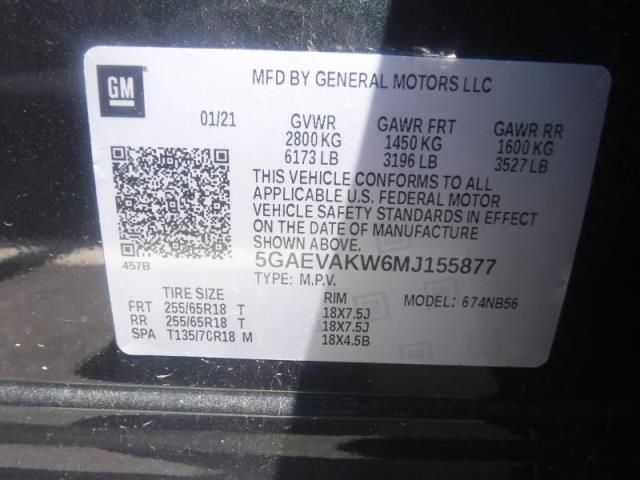 GM
MFD BY GENERAL MOTORS LLC
01/21 GVWR GAWR FRT GAWR RR
2800 KG 1450 KG 1600 KG
6173 LB 3196 LB 3527 LB
THIS VEHICLE CONFORMS TO ALL
APPLICABLE U.S. FEDERAL MOTOR
VEHICLE SAFETY STANDARDS IN EFFECT
ON THE DATE OF MANUFACTURE
SHOWN ABOVE.
457B
5GAEVAKW6MJ155877
TYPE: M.P.V.
TIRE SIZE RIM MODEL: 674NB56
FRT 255/65R18 T 18X7.5J
RR 255/65R18 T 18X7.5J
SPA T135/70R18 M 18X4.5B